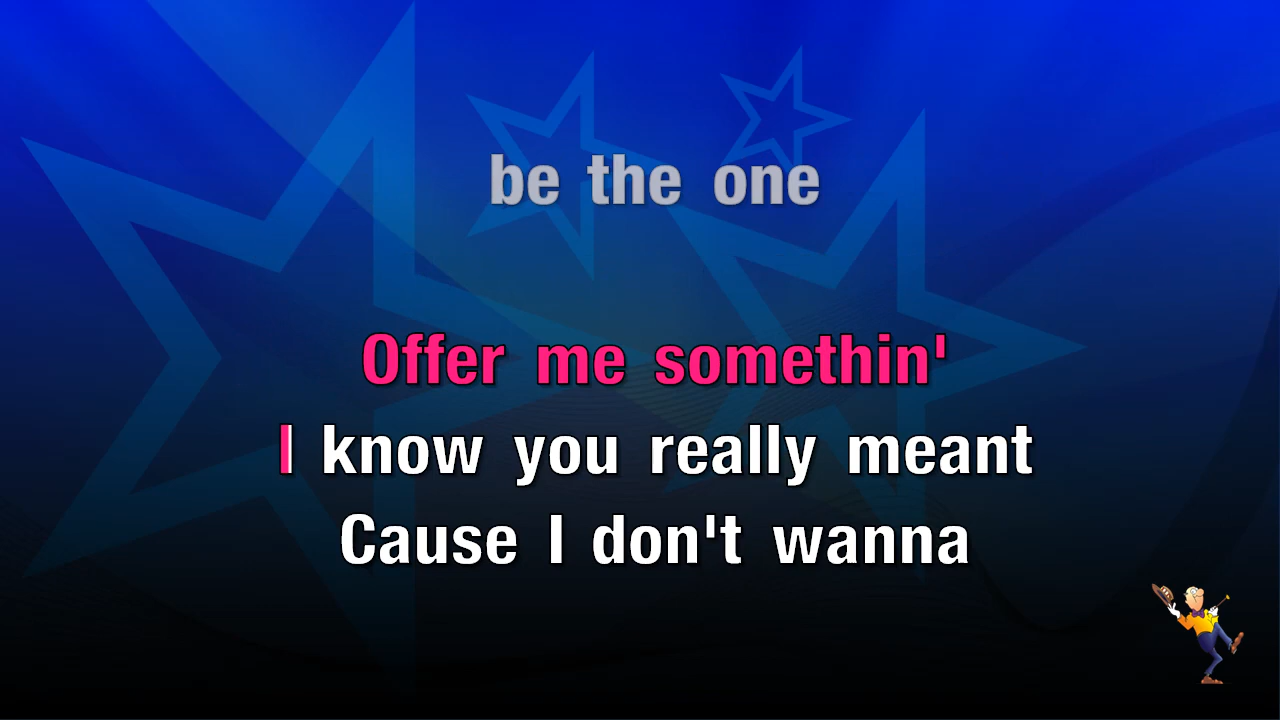 be the one
Offer me somethin'
I know you really meant
Cause I don't wanna